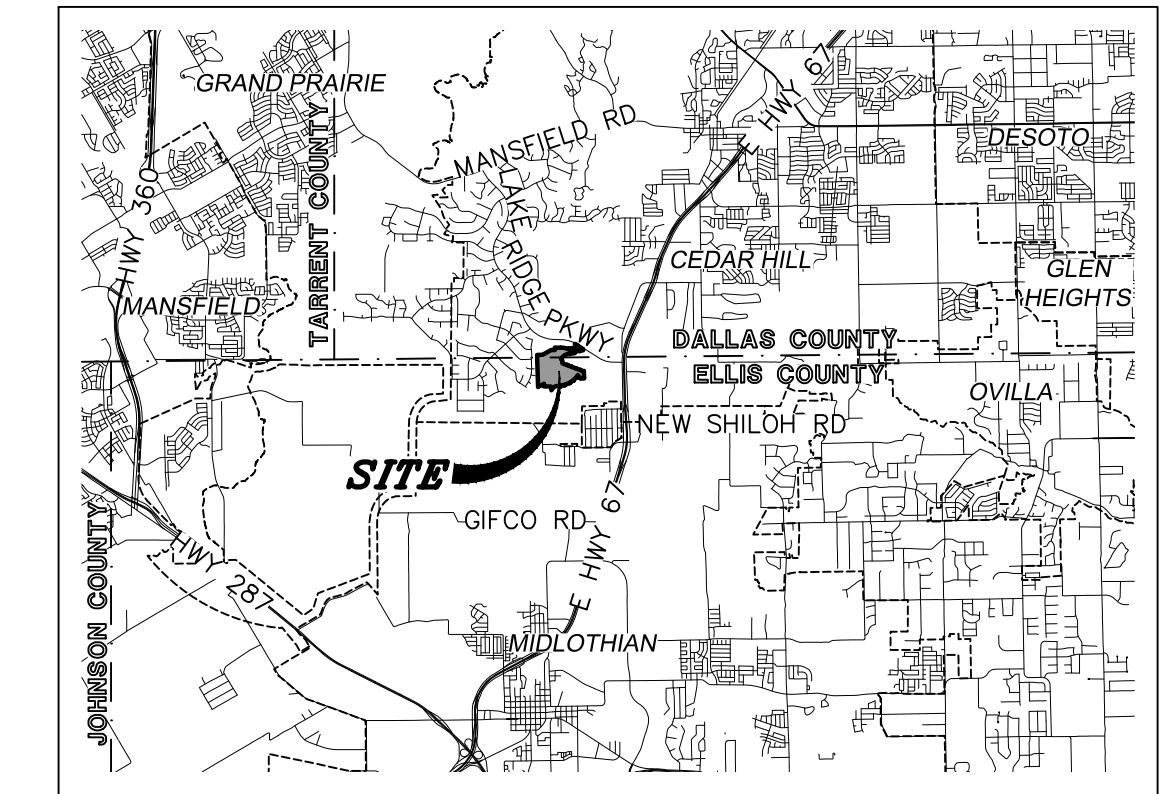 GRAND PRAIRIE
E HWY 67
MANSFIELD RD
DESOTO
HWY 360
TARRENT COUNTY
LAKE RIDGE PKWY
CEDAR HILL
GLEN
HEIGHTS
MANSFIELD
DALLAS COUNTY
ELLIS COUNTY
OVILLA
NEW SHILOH RD
SITE
GIFCO RD
E HWY 67
HWY 287
JOHNSON COUNTY
MIDLOTHIAN